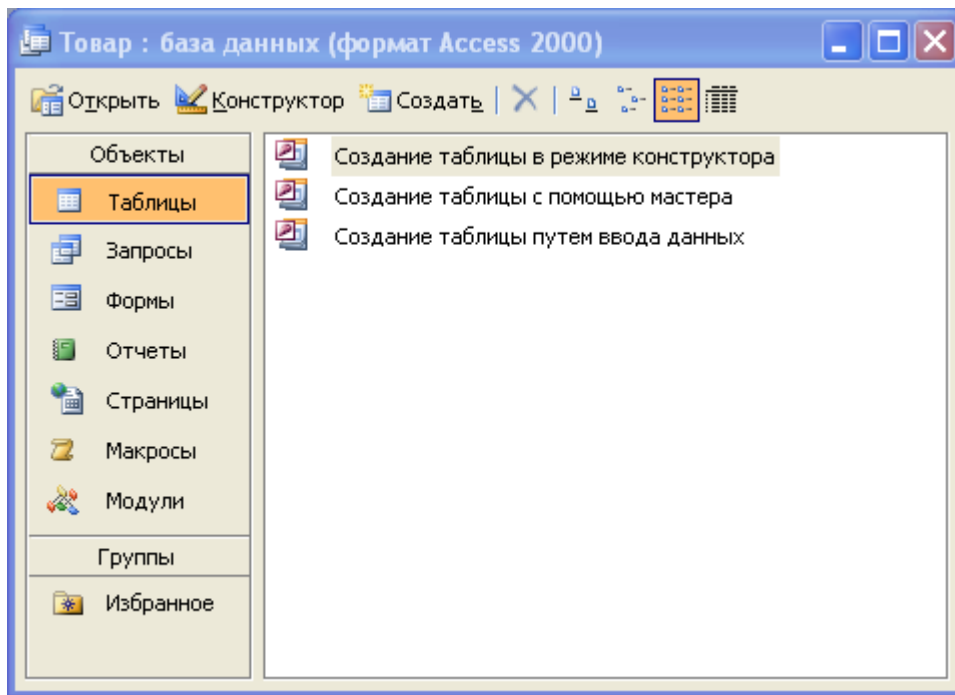 Товар : база данных (формат Access 2000)
Открыть Конструктор Создать
Объекты
Таблицы
Запросы
Формы
Отчеты
Страницы
Макросы
Модули
Группы
Избранное
Создание таблицы в режиме конструктора
Создание таблицы с помощью мастера
Создание таблицы путем ввода данных